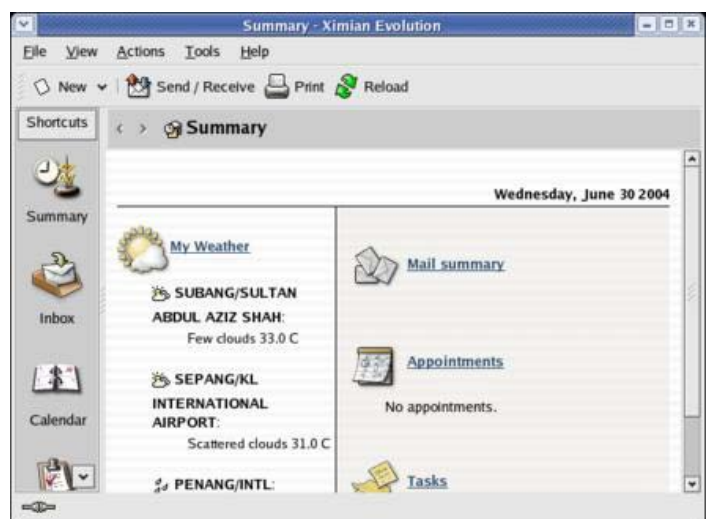 Summary - Ximian Evolution
File View Actions Tools Help
New Send / Receive Print Reload
Shortcuts
Summary
Wednesday, June 30 2004
Summary
Inbox
Calendar
My Weather
SUBANG/SULTAN
ABDUL AZIZ SHAH:
Few clouds 33.0 C
SEPANG/KL
INTERNATIONAL
AIRPORT:
Scattered clouds 31.0 C
PENANG/INTL:
Mail summary
Appointments
No appointments.
Tasks